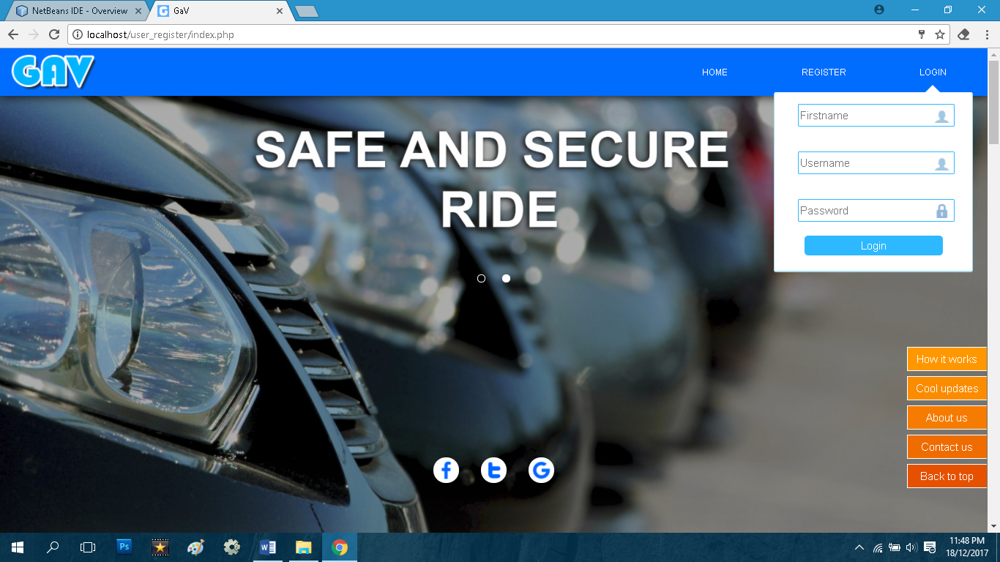 NetBeans IDE - Overview
GaV
localhost/user_register/index.php
GAV
HOME
REGISTER
LOGIN
Firstname
Username
Password
Login
SAFE AND SECURE
RIDE
How it works
Cool updates
About us
Contact us
Back to top
Ps
11:48 PM
18/12/2017